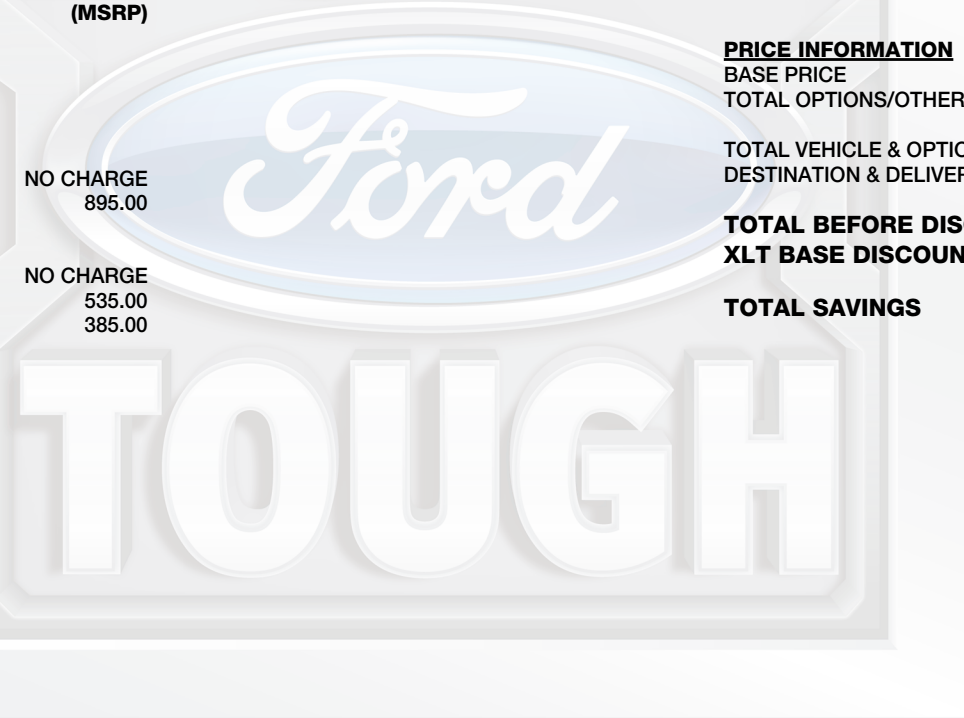 (MSRP)
NO CHARGE
895.00
NO CHARGE
535.00
385.00
PRICE INFORMATION
BASE PRICE
TOTAL OPTIONS/OTHER
TOTAL VEHICLE & OPTIO
DESTINATION & DELIVER
TOTAL BEFORE DIS
XLT BASE DISCOUN
TOTAL SAVINGS
Ford
TOUGH